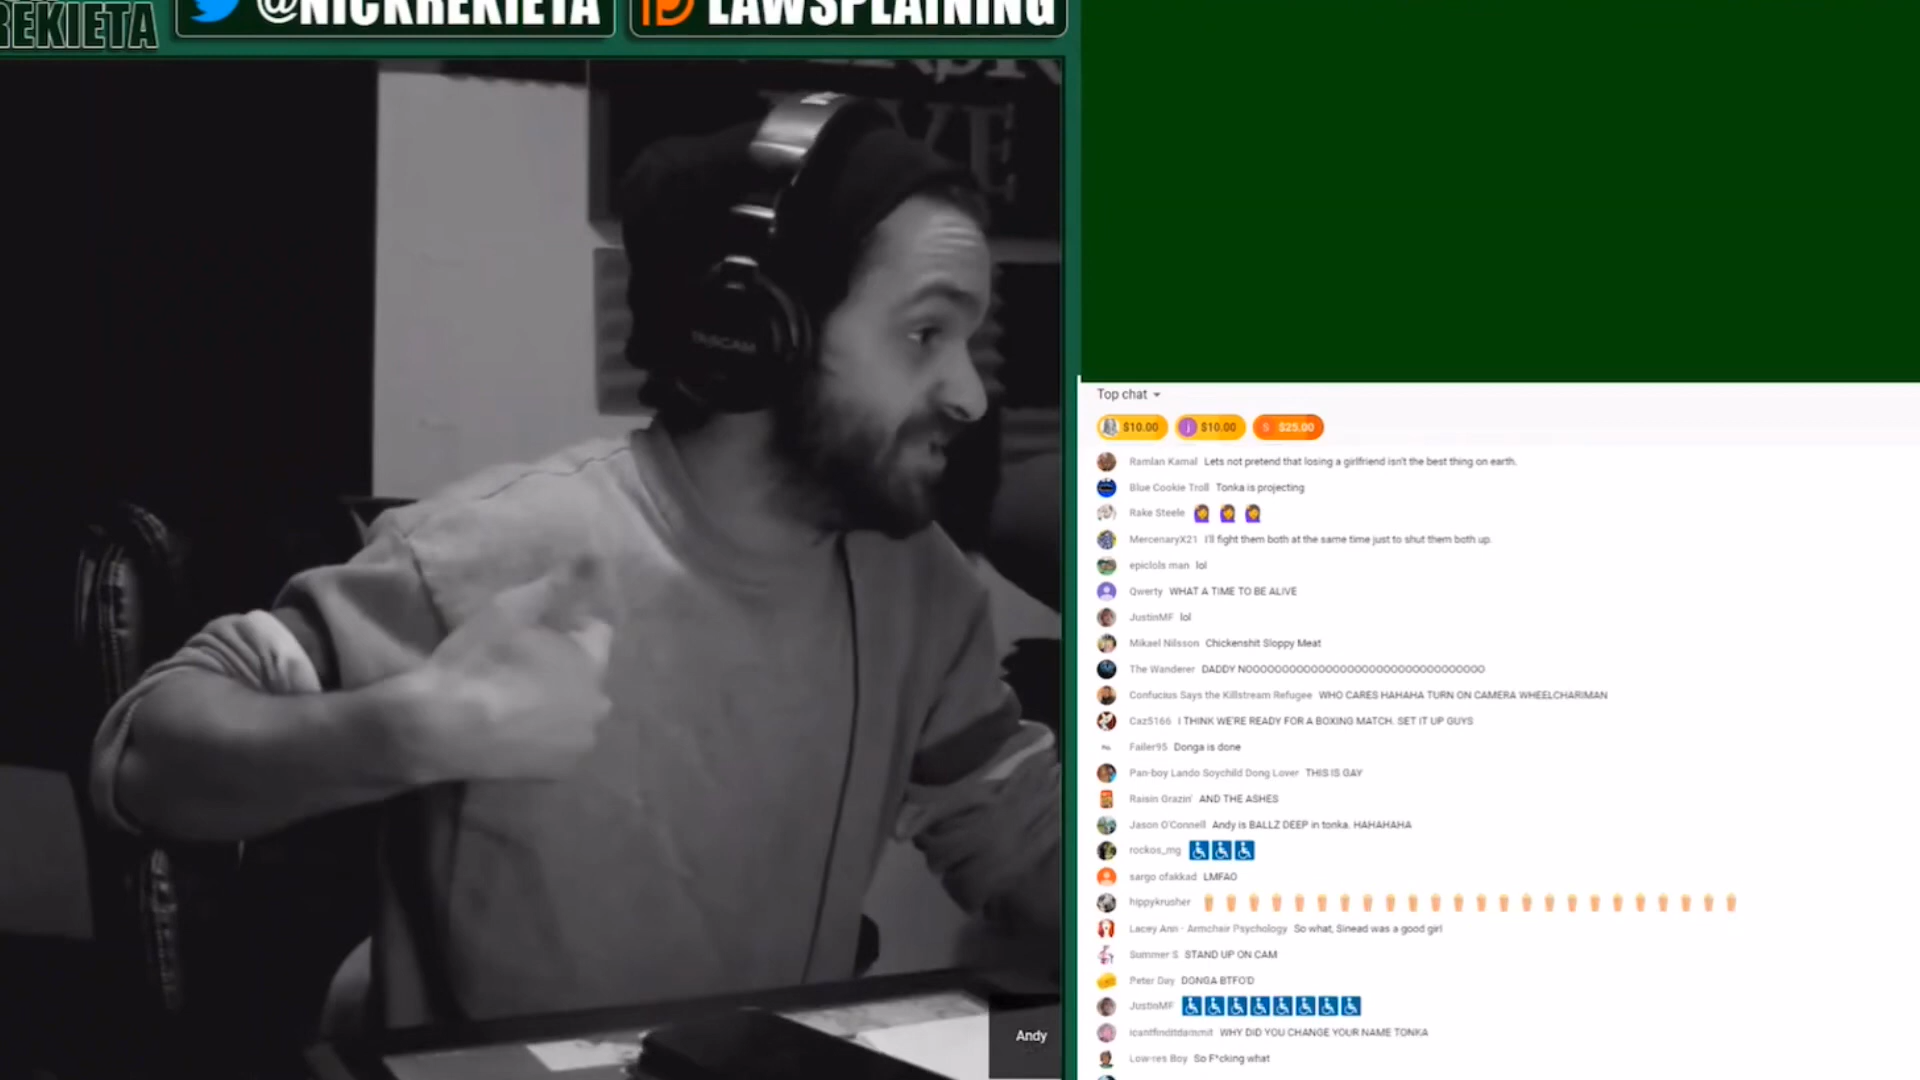 REKIETA
@NICKREKIETA
LAWSPLAINING
TASCAM
Andy
Top chat
$10.00
$10.00
S $25.00
Ramlan Kamal Lets not pretend that losing a girlfriend isn't the best thing on earth.
Blue Cookie Troll Tonka is projecting
Rake Steele 🙋‍♀️ 🙋‍♀️ 🙋‍♀️
MercenaryX21 I'll fight them both at the same time just to shut them both up.
epiclols man lol
Qwerty WHAT A TIME TO BE ALIVE
JustinMF lol
Mikael Nilsson Chickenshit Sloppy Meat
The Wanderer DADDY NOOOOOOOOOOOOOOOOOOOOOOOOOOOOOOOOO
Confucius Says the Killstream Refugee WHO CARES HAHAHA TURN ON CAMERA WHEELCHARIMAN
Caz5166 I THINK WE'RE READY FOR A BOXING MATCH. SET IT UP GUYS
Failer95 Donga is done
Pan-boy Lando Soychild Dong Lover THIS IS GAY
Raisin Grazin' AND THE ASHES
Jason O'Connell Andy is BALLZ DEEP in tonka. HAHAHAHA
rockos_mg ♿♿♿
sargo ofakkad LMFAO
hippykrusher 🍺🍺🍺🍺🍺🍺🍺🍺🍺🍺🍺🍺🍺🍺🍺🍺🍺🍺🍺🍺🍺🍺🍺🍺
Lacey Ann - Armchair Psychology So what, Sinead was a good girl
Summer S STAND UP ON CAM
Peter Day DONGA BTFO'D
JustinMF ♿♿♿♿♿♿♿♿
icantfinditdammit WHY DID YOU CHANGE YOUR NAME TONKA
Low-res Boy So F*cking what